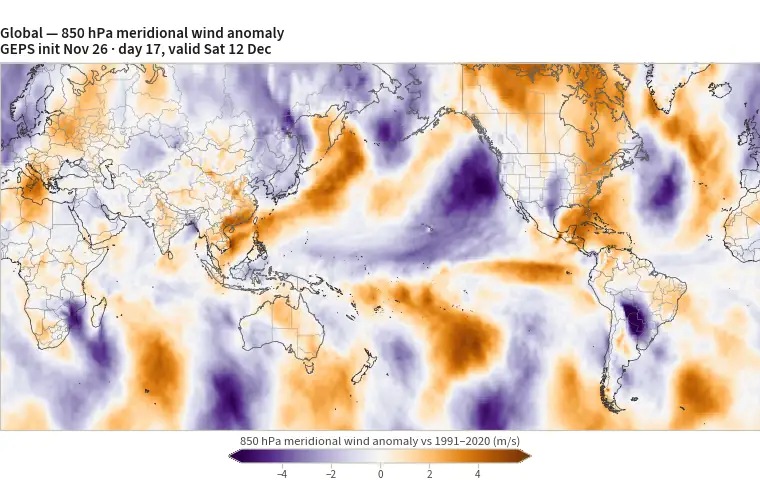 Global — 850 hPa meridional wind anomaly
GEPS init Nov 26 · day 17, valid Sat 12 Dec
850 hPa meridional wind anomaly vs 1991–2020 (m/s)
−4 −2 0 2 4